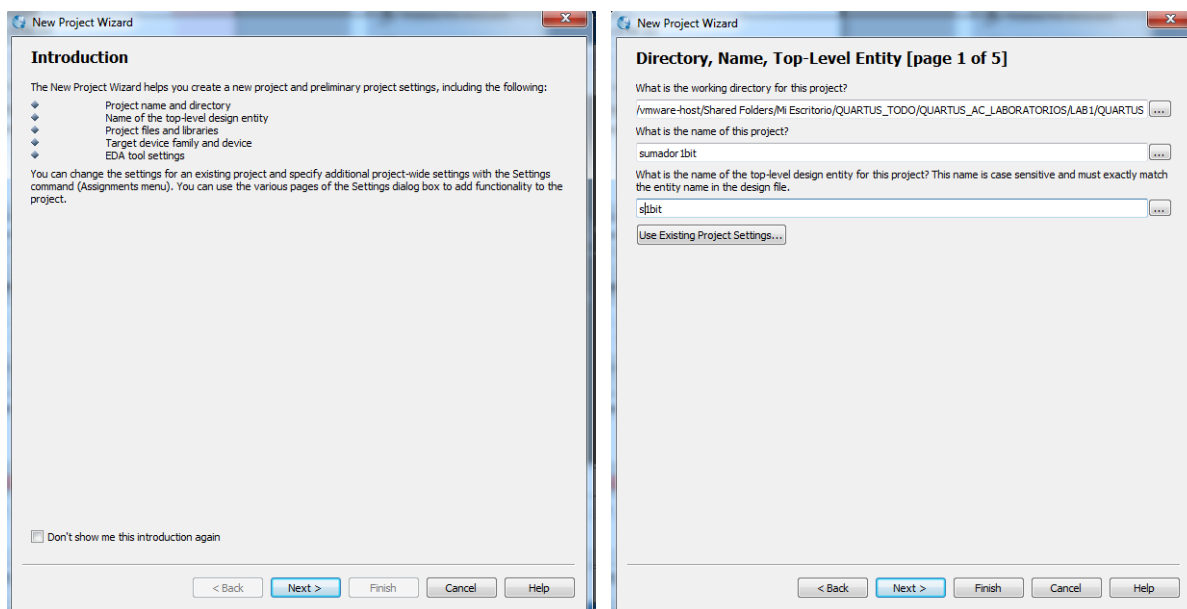 New Project Wizard
Introduction
The New Project Wizard helps you create a new project and preliminary project settings, including the following:
Project name and directory
Name of the top-level design entity
Project files and libraries
Target device family and device
EDA tool settings
You can change the settings for an existing project and specify additional project-wide settings with the Settings
command (Assignments menu). You can use the various pages of the Settings dialog box to add functionality to the
project.
Don't show me this introduction again
< Back Next > Finish Cancel Help
New Project Wizard
Directory, Name, Top-Level Entity [page 1 of 5]
What is the working directory for this project?
/vmware-host/Shared Folders/Mi Escritorio/QUARTUS_TODO/QUARTUS_AC_LABORATORIOS/LAB1/QUARTUS ...
What is the name of this project?
sumador1bit ...
What is the name of the top-level design entity for this project? This name is case sensitive and must exactly match
the entity name in the design file.
s1bit ...
Use Existing Project Settings...
< Back Next > Finish Cancel Help